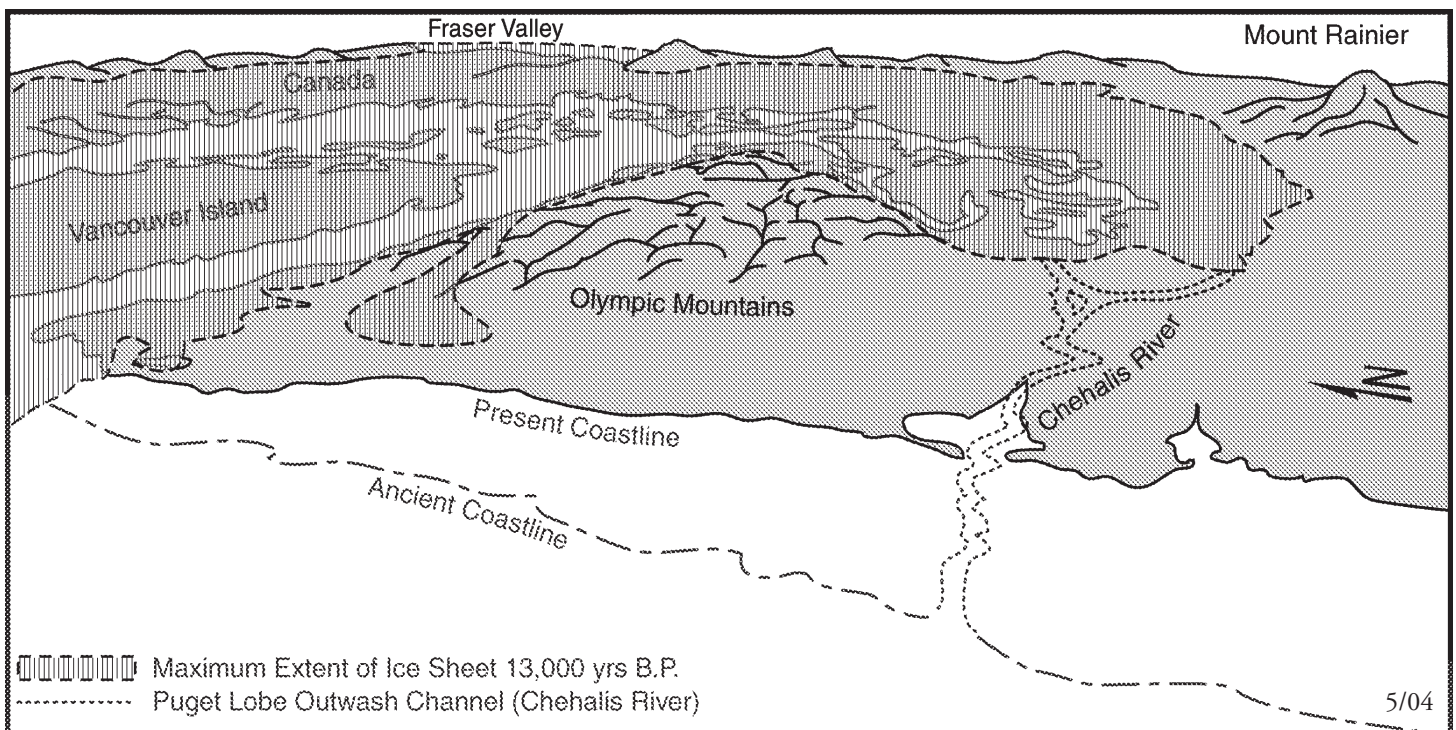 Fraser Valley
Mount Rainier
Canada
Vancouver Island
Olympic Mountains
Chehalis River
N
Present Coastline
Ancient Coastline
Maximum Extent of Ice Sheet 13,000 yrs B.P.
Puget Lobe Outwash Channel (Chehalis River)
5/04